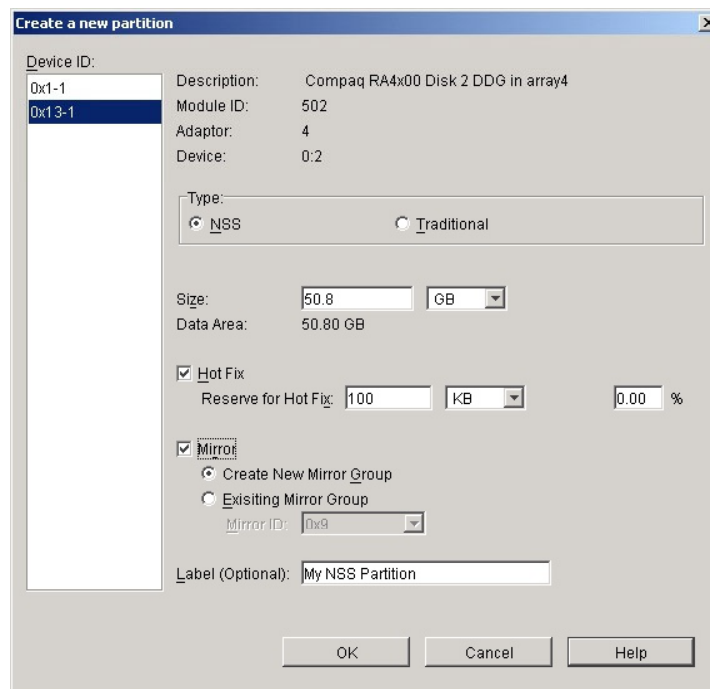 Create a new partition
Device ID:
0x1-1
0x13-1
Description: Compaq RA4x00 Disk 2 DDG in array4
Module ID: 502
Adaptor: 4
Device: 0:2
Type:
NSS Traditional
Size: 50.8 GB
Data Area: 50.80 GB
Hot Fix
Reserve for Hot Fix: 100 KB 0.00 %
Mirror
Create New Mirror Group
Exisiting Mirror Group
Mirror ID: 0x9
Label (Optional): My NSS Partition
OK Cancel Help